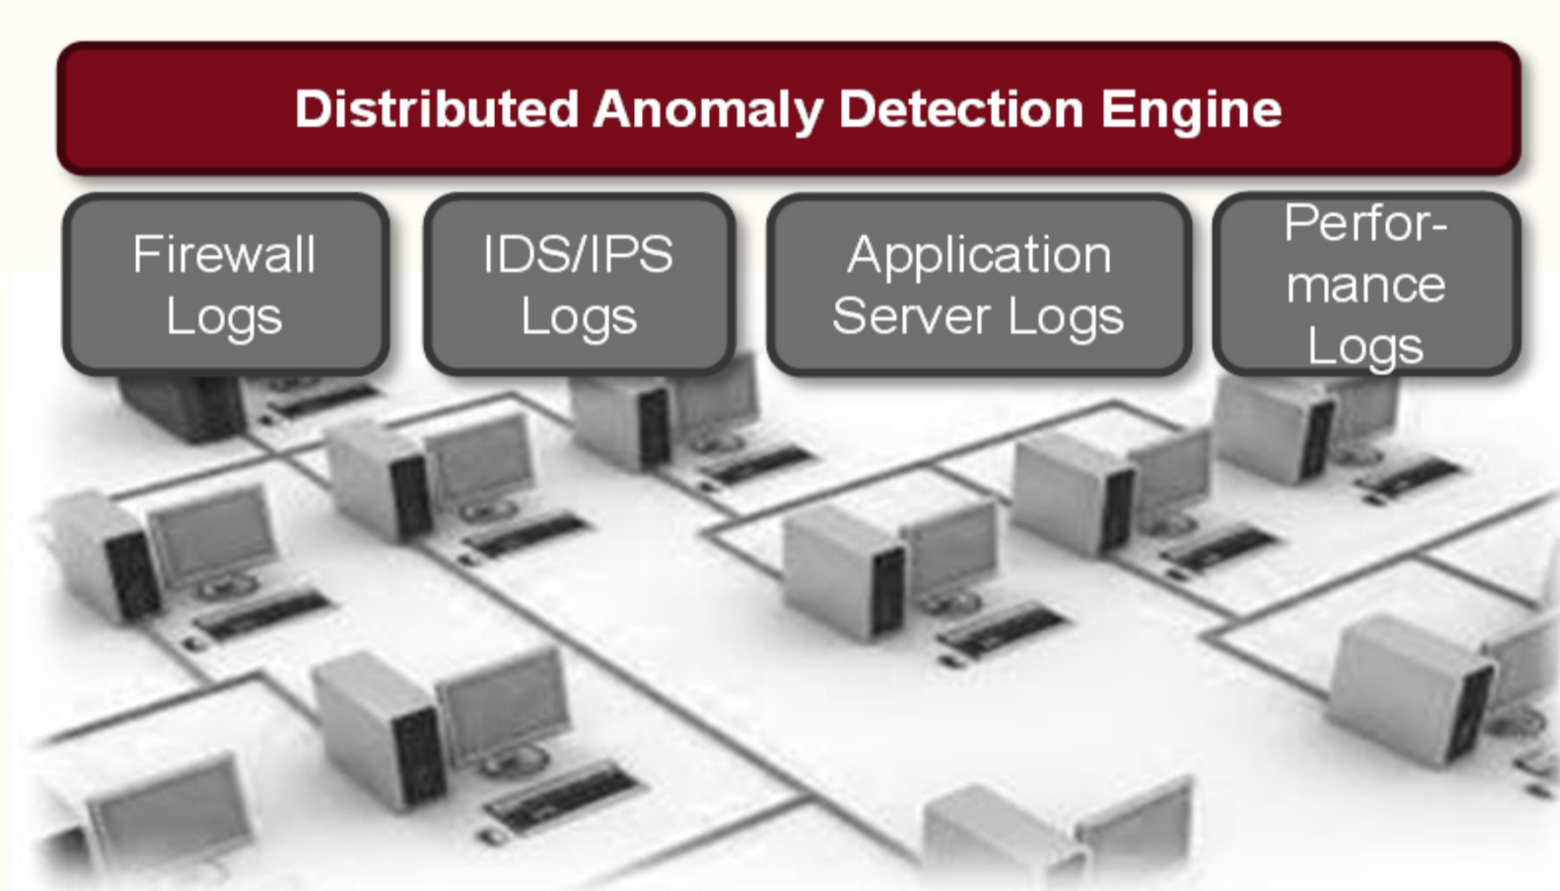 Distributed Anomaly Detection Engine
Firewall
Logs
IDS/IPS
Logs
Application
Server Logs
Perfor-
mance
Logs